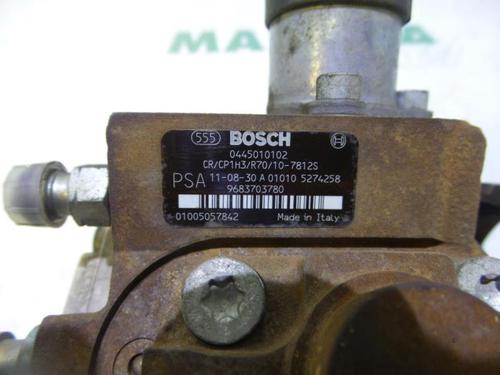 555 BOSCH
0445010102
CR/CP1H3/R70/10-7812S
PSA 11-08-30 A 01010 5274258
9683703780
01005057842 Made in Italy